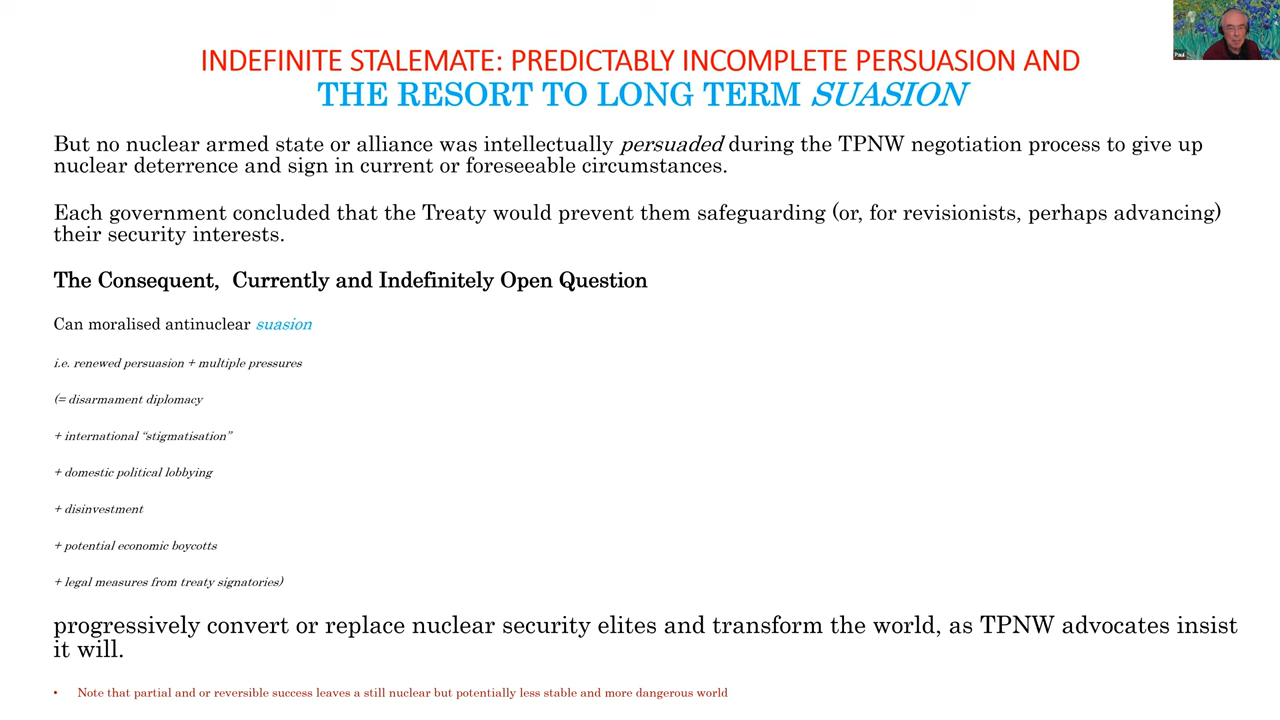 INDEFINITE STALEMATE: PREDICTABLY INCOMPLETE PERSUASION AND
THE RESORT TO LONG TERM SUASION
Paul
But no nuclear armed state or alliance was intellectually persuaded during the TPNW negotiation process to give up
nuclear deterrence and sign in current or foreseeable circumstances.
Each government concluded that the Treaty would prevent them safeguarding (or, for revisionists, perhaps advancing)
their security interests.
The Consequent, Currently and Indefinitely Open Question
Can moralised antinuclear suasion
i.e. renewed persuasion + multiple pressures
(= disarmament diplomacy
+ international “stigmatisation”
+ domestic political lobbying
+ disinvestment
+ potential economic boycotts
+ legal measures from treaty signatories)
progressively convert or replace nuclear security elites and transform the world, as TPNW advocates insist
it will.
• Note that partial and or reversible success leaves a still nuclear but potentially less stable and more dangerous world